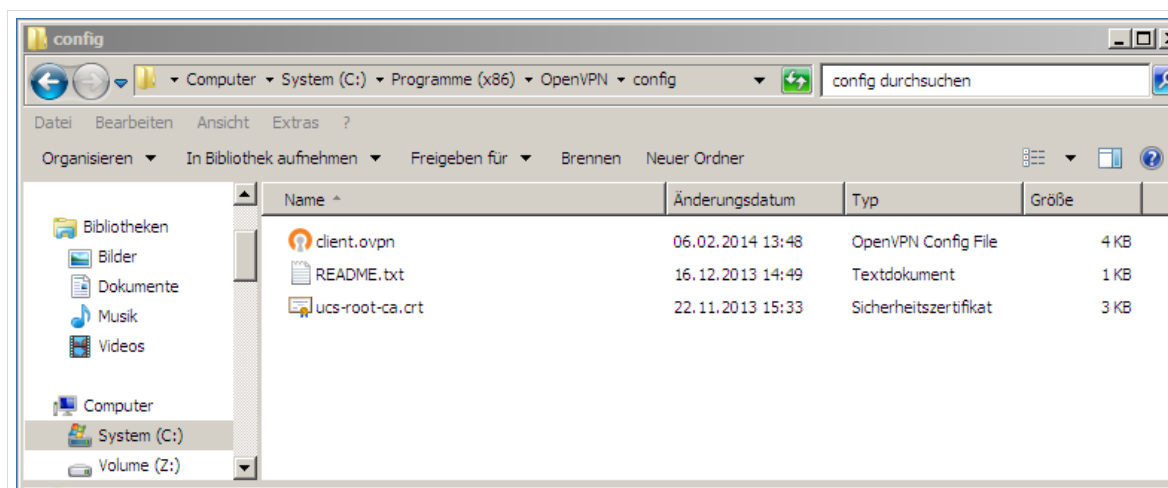 config
Computer System (C:) Programme (x86) OpenVPN config config durchsuchen
Datei Bearbeiten Ansicht Extras ?
Organisieren In Bibliothek aufnehmen Freigeben für Brennen Neuer Ordner
Name Änderungsdatum Typ Größe
Bibliotheken
Bilder
Dokumente
Musik
Videos
Computer
System (C:)
Volume (Z:)
client.ovpn 06.02.2014 13:48 OpenVPN Config File 4 KB
README.txt 16.12.2013 14:49 Textdokument 1 KB
ucs-root-ca.crt 22.11.2013 15:33 Sicherheitszertifikat 3 KB